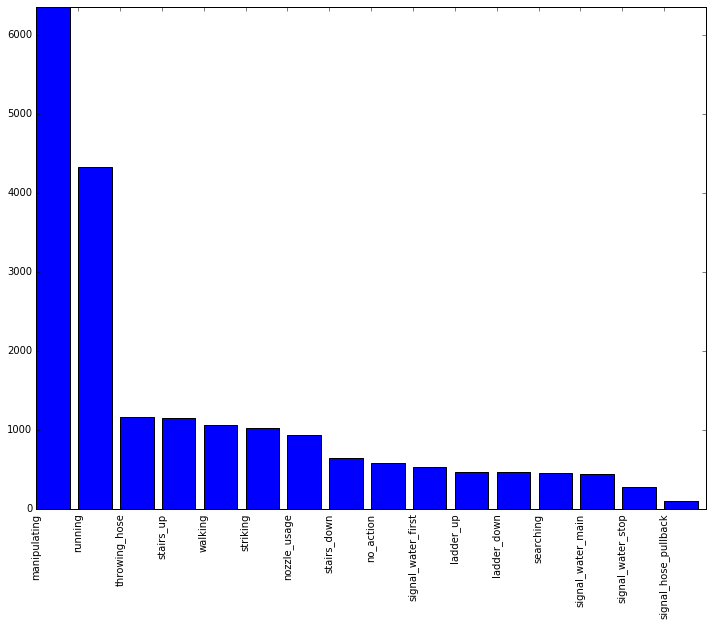 6000
5000
4000
3000
2000
1000
0
manipulating
running
throwing_hose
stairs_up
walking
striking
nozzle_usage
stairs_down
no_action
signal_water_first
ladder_up
ladder_down
searching
signal_water_main
signal_water_stop
signal_hose_pullback